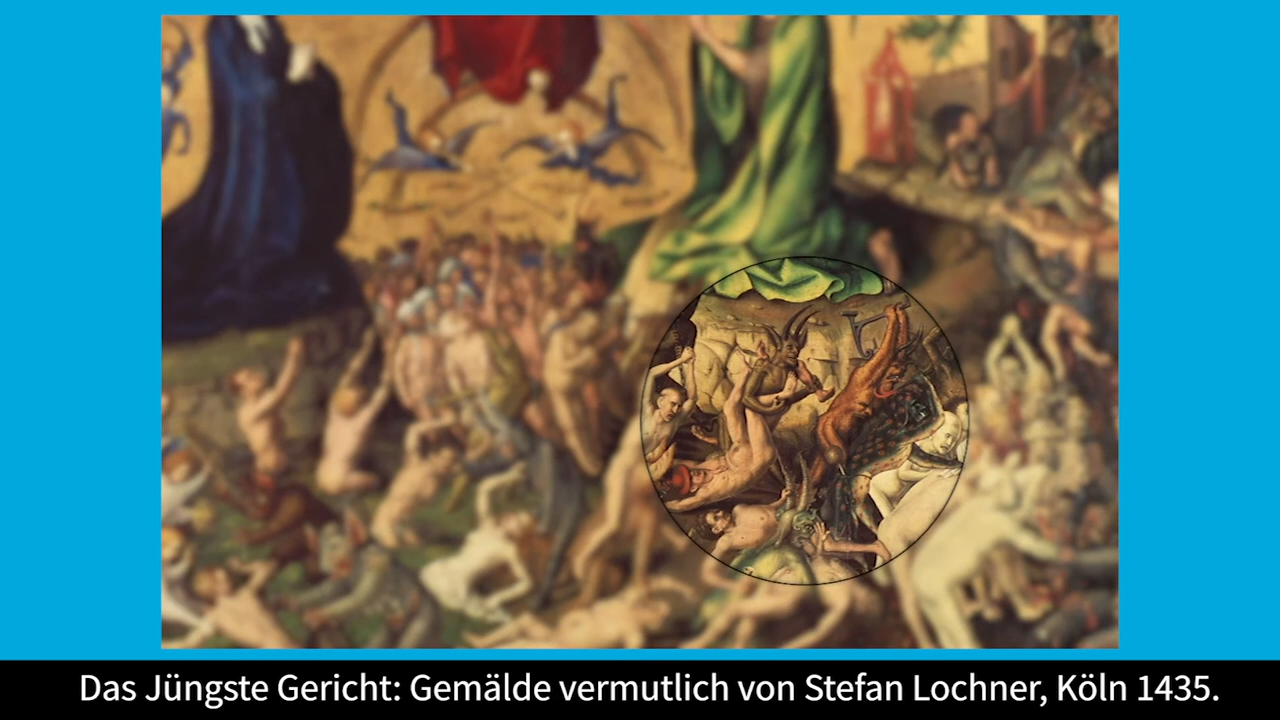 Das Jüngste Gericht: Gemälde vermutlich von Stefan Lochner, Köln 1435.